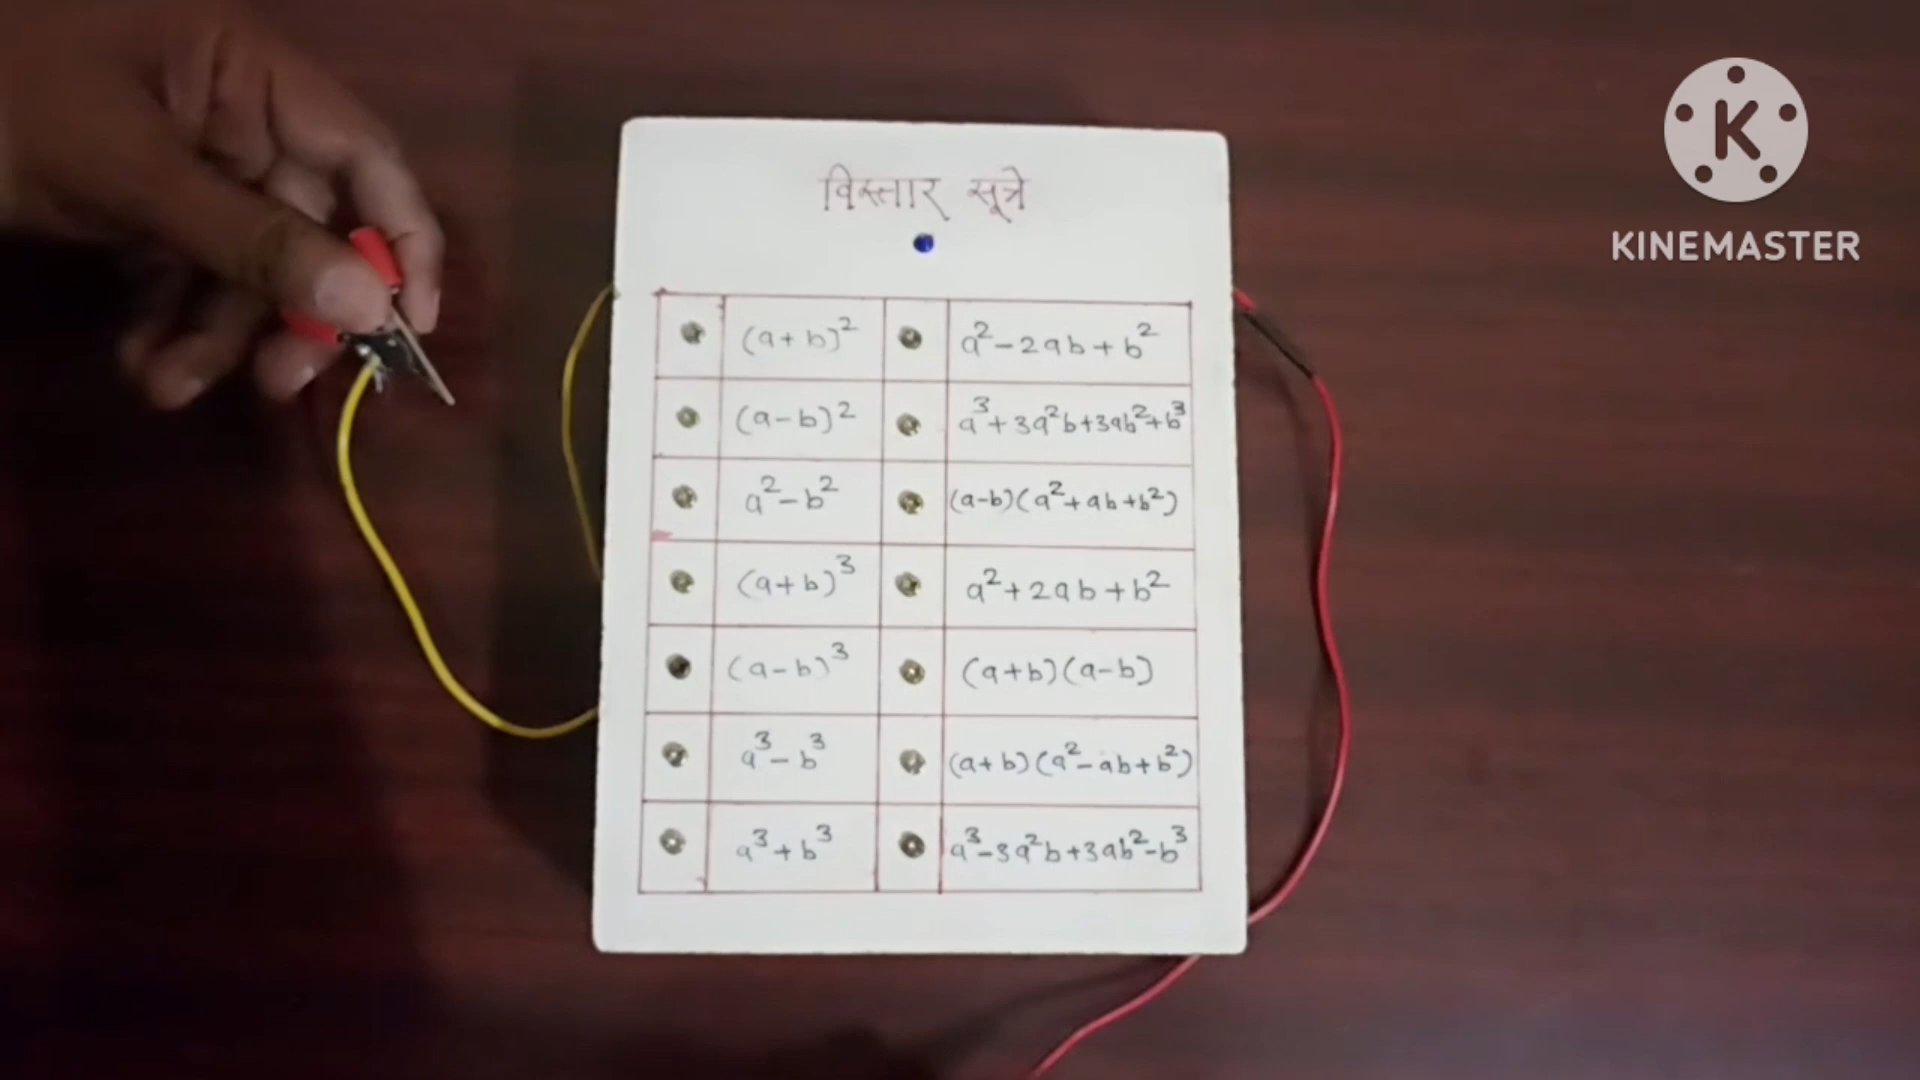 विस्तार सूत्रे
(a+b)² a²-2ab+b²
(a-b)² a³+3a²b+3ab²+b³
a²-b² (a-b)(a²+ab+b²)
(a+b)³ a²+2ab+b²
(a-b)³ (a+b)(a-b)
a³-b³ (a+b)(a²-ab+b²)
a³+b³ a³-3a²b+3ab²-b³
K
KINEMASTER